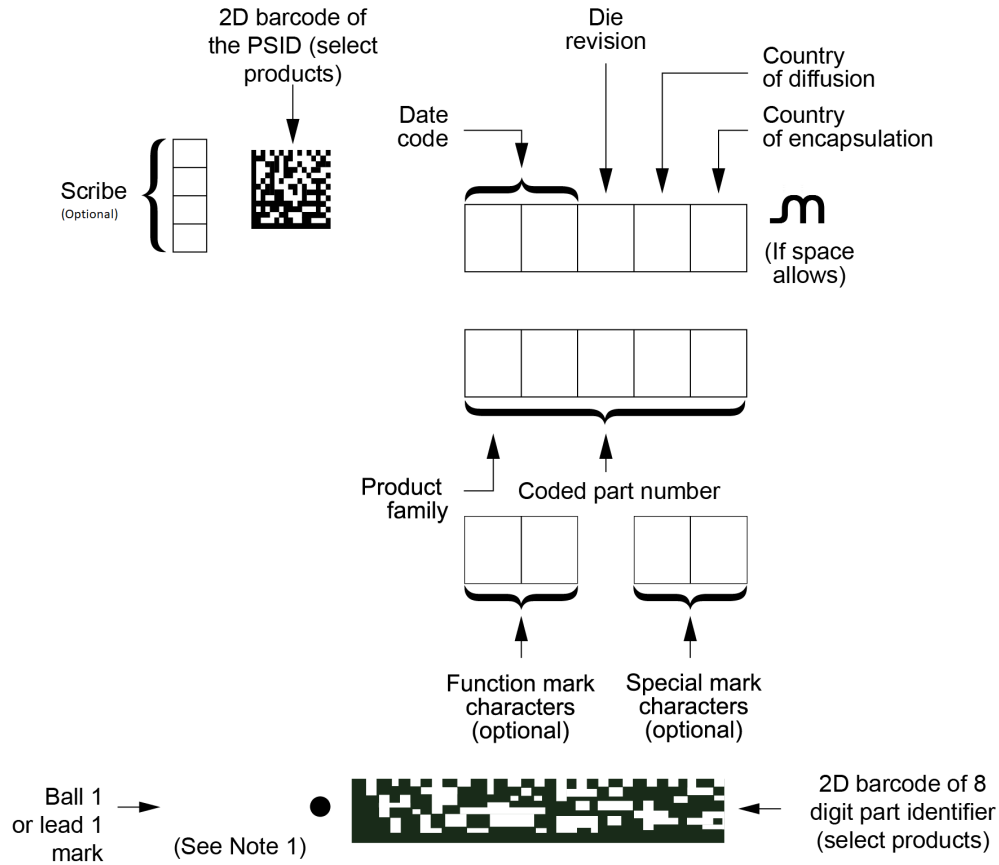 2D barcode of
the PSID (select
products)
Die
revision
Country
of diffusion
Date
code
Country
of encapsulation
Scribe
(Optional)
(If space
allows)
Product
family
Coded part number
Function mark
characters
(optional)
Special mark
characters
(optional)
Ball 1
or lead 1
mark
(See Note 1)
2D barcode of 8
digit part identifier
(select products)